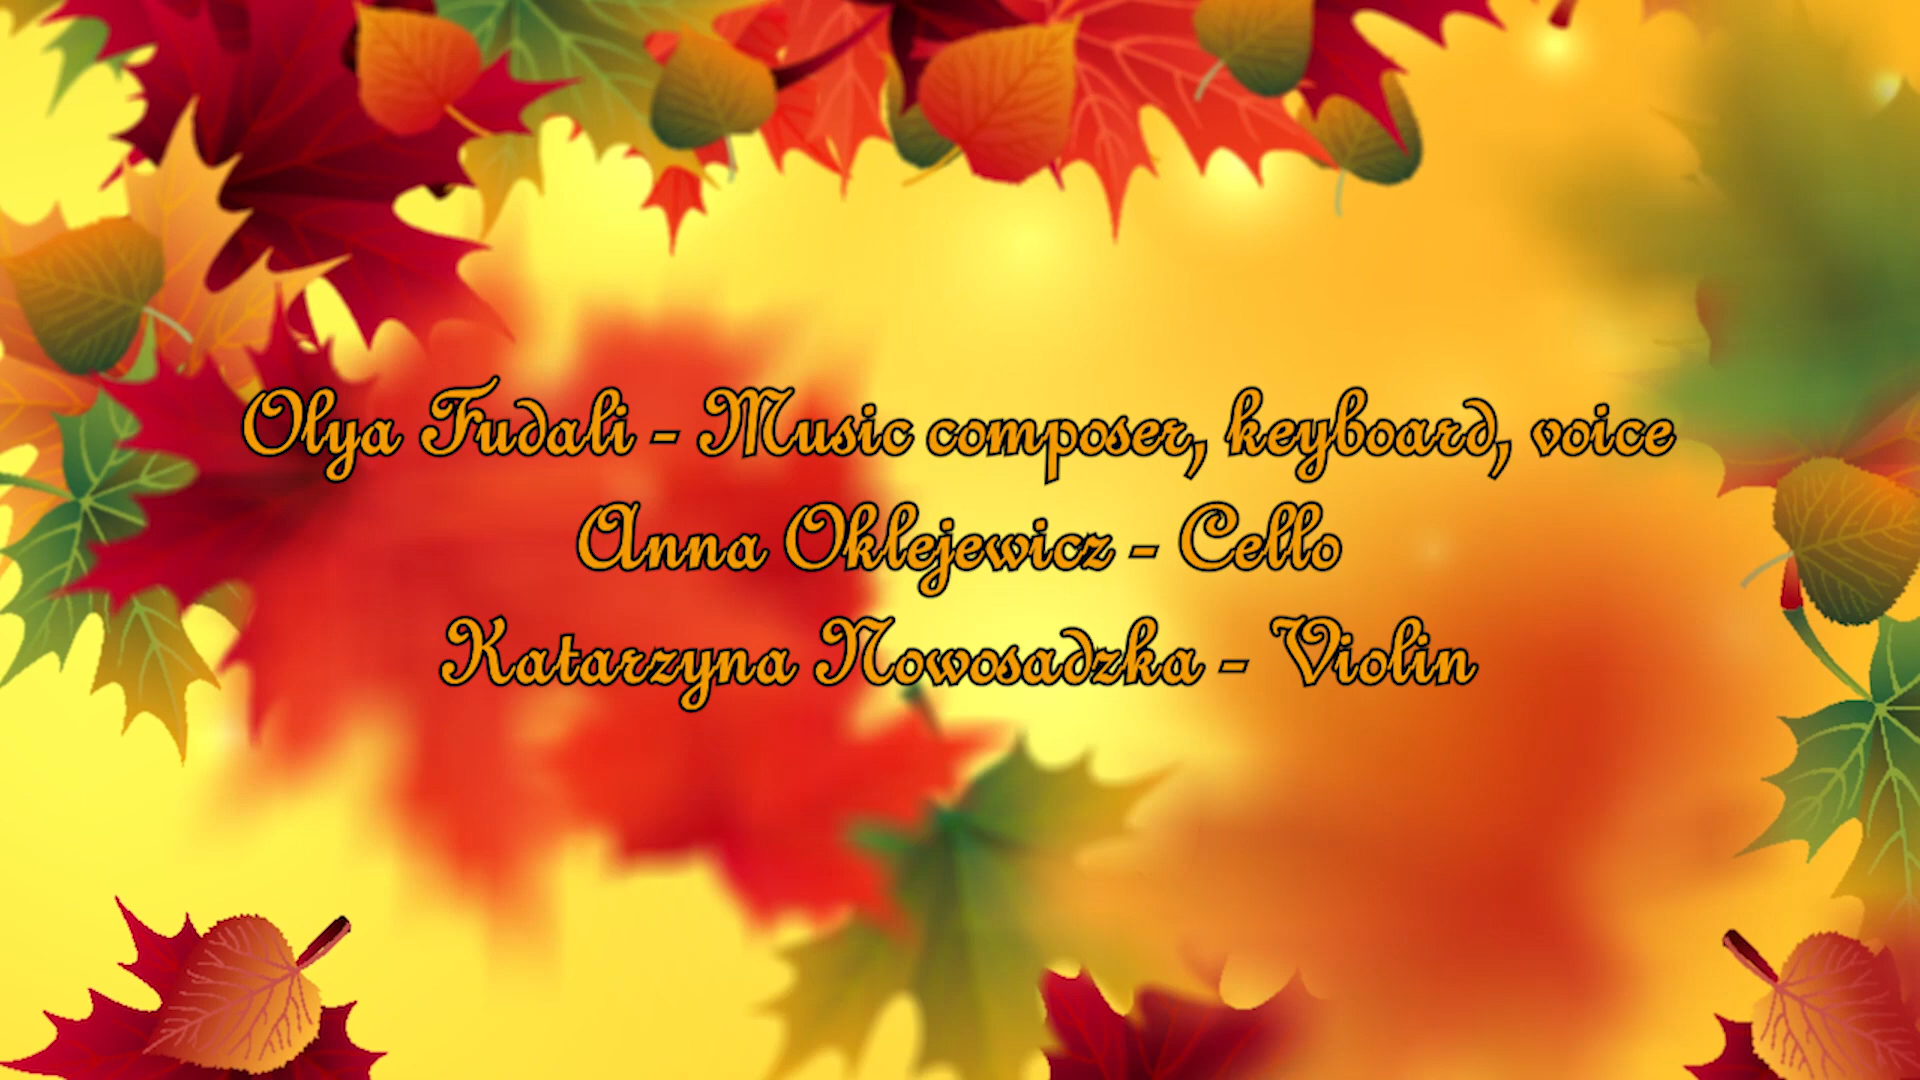 Olya Fudali - Music composer, keyboard, voice
Anna Oklejewicz - Cello
Katarzyna Nowosadzka - Violin